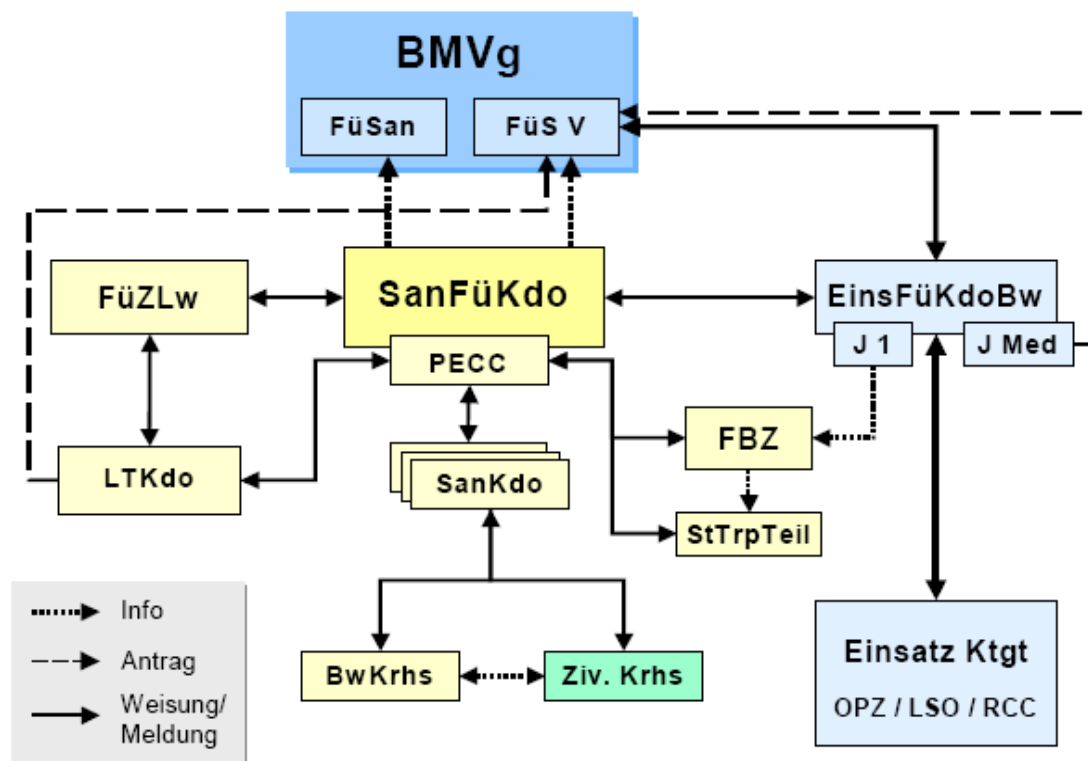 BMVg
FüSan
FüS V
FüZLw
SanFüKdo
EinsFüKdoBw
J 1
J Med
PECC
FBZ
LTKdo
SanKdo
StTrpTeil
Info
Antrag
Weisung/
Meldung
BwKrhs
Ziv. Krhs
Einsatz Ktgt
OPZ / LSO / RCC